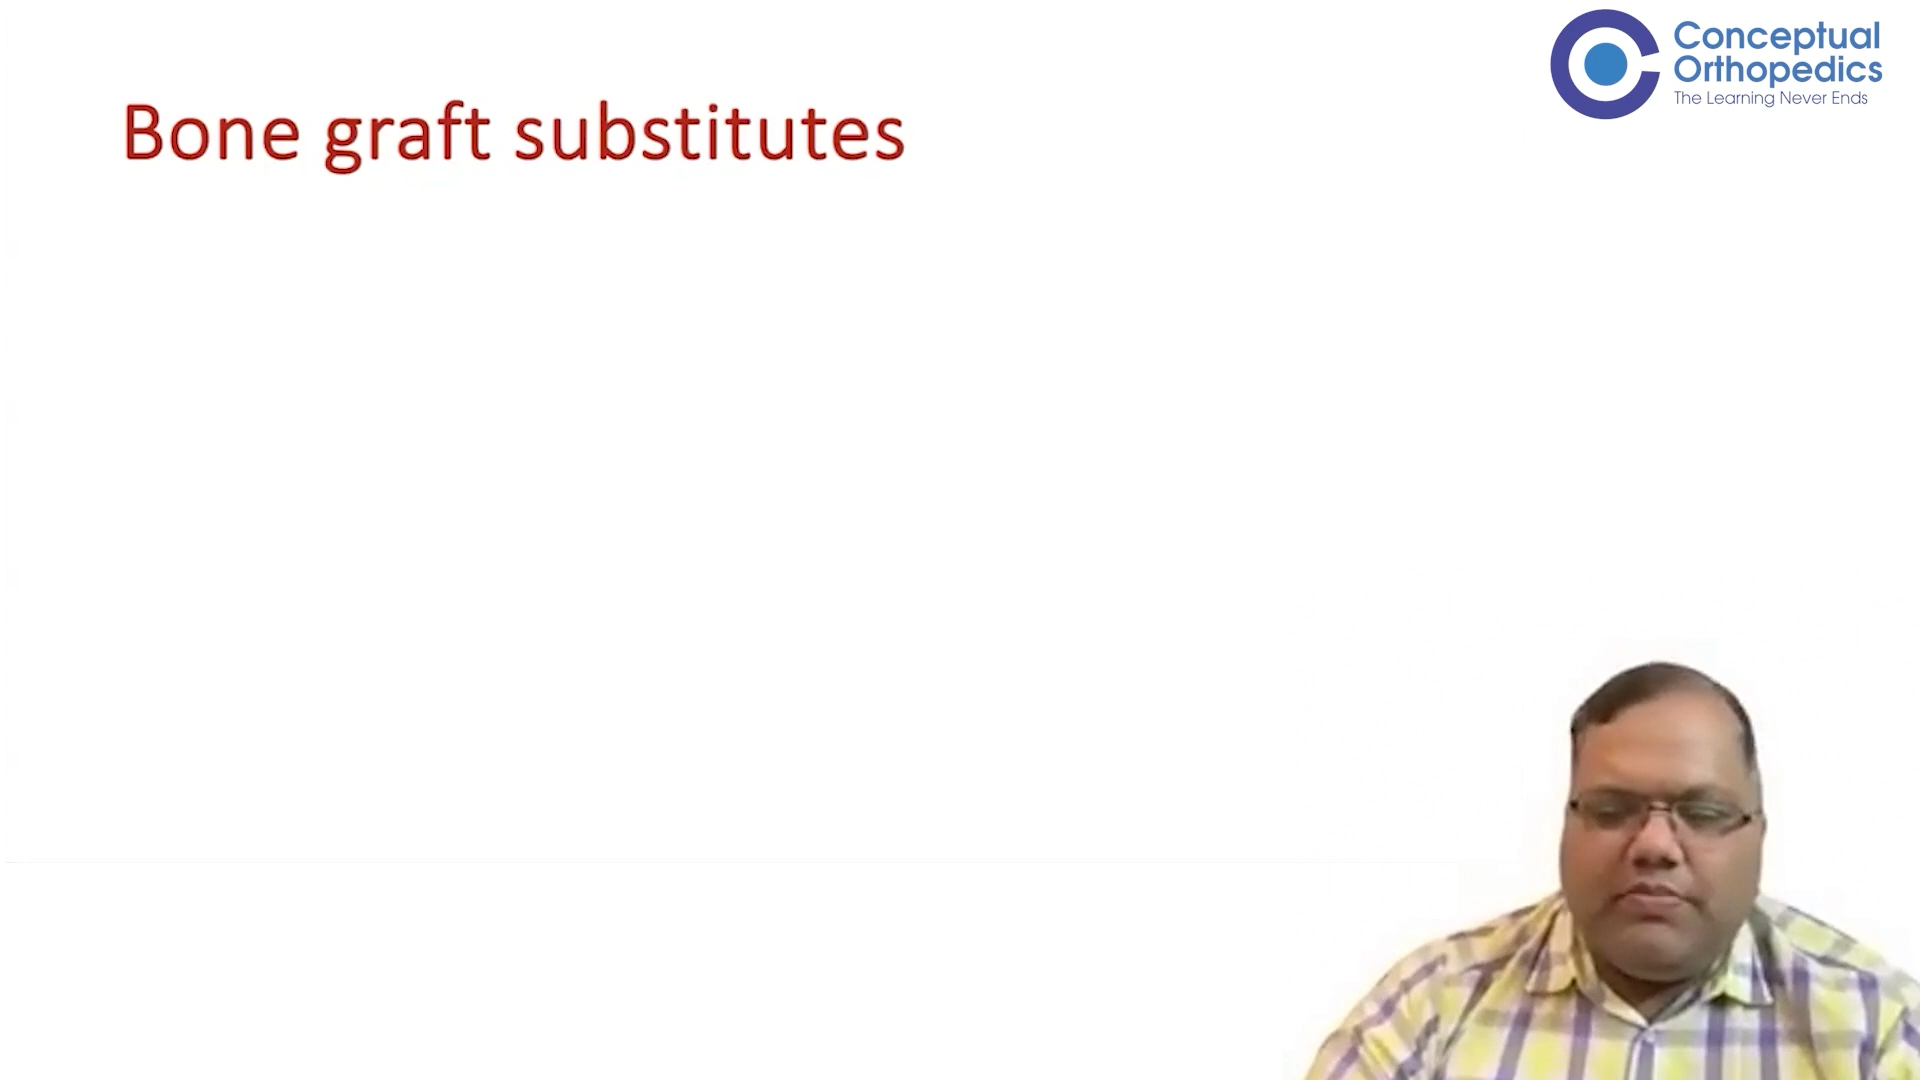 Conceptual
Orthopedics
The Learning Never Ends
Bone graft substitutes